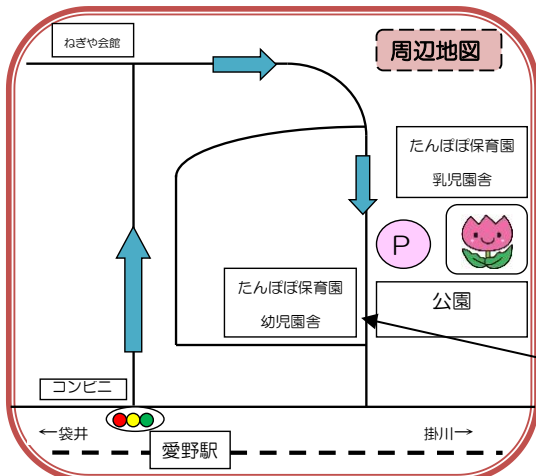 ねぎや会館
周辺地図
たんぽぽ保育園
乳児園舎
P
たんぽぽ保育園
幼児園舎
公園
コンビニ
←袋井
愛野駅
掛川→